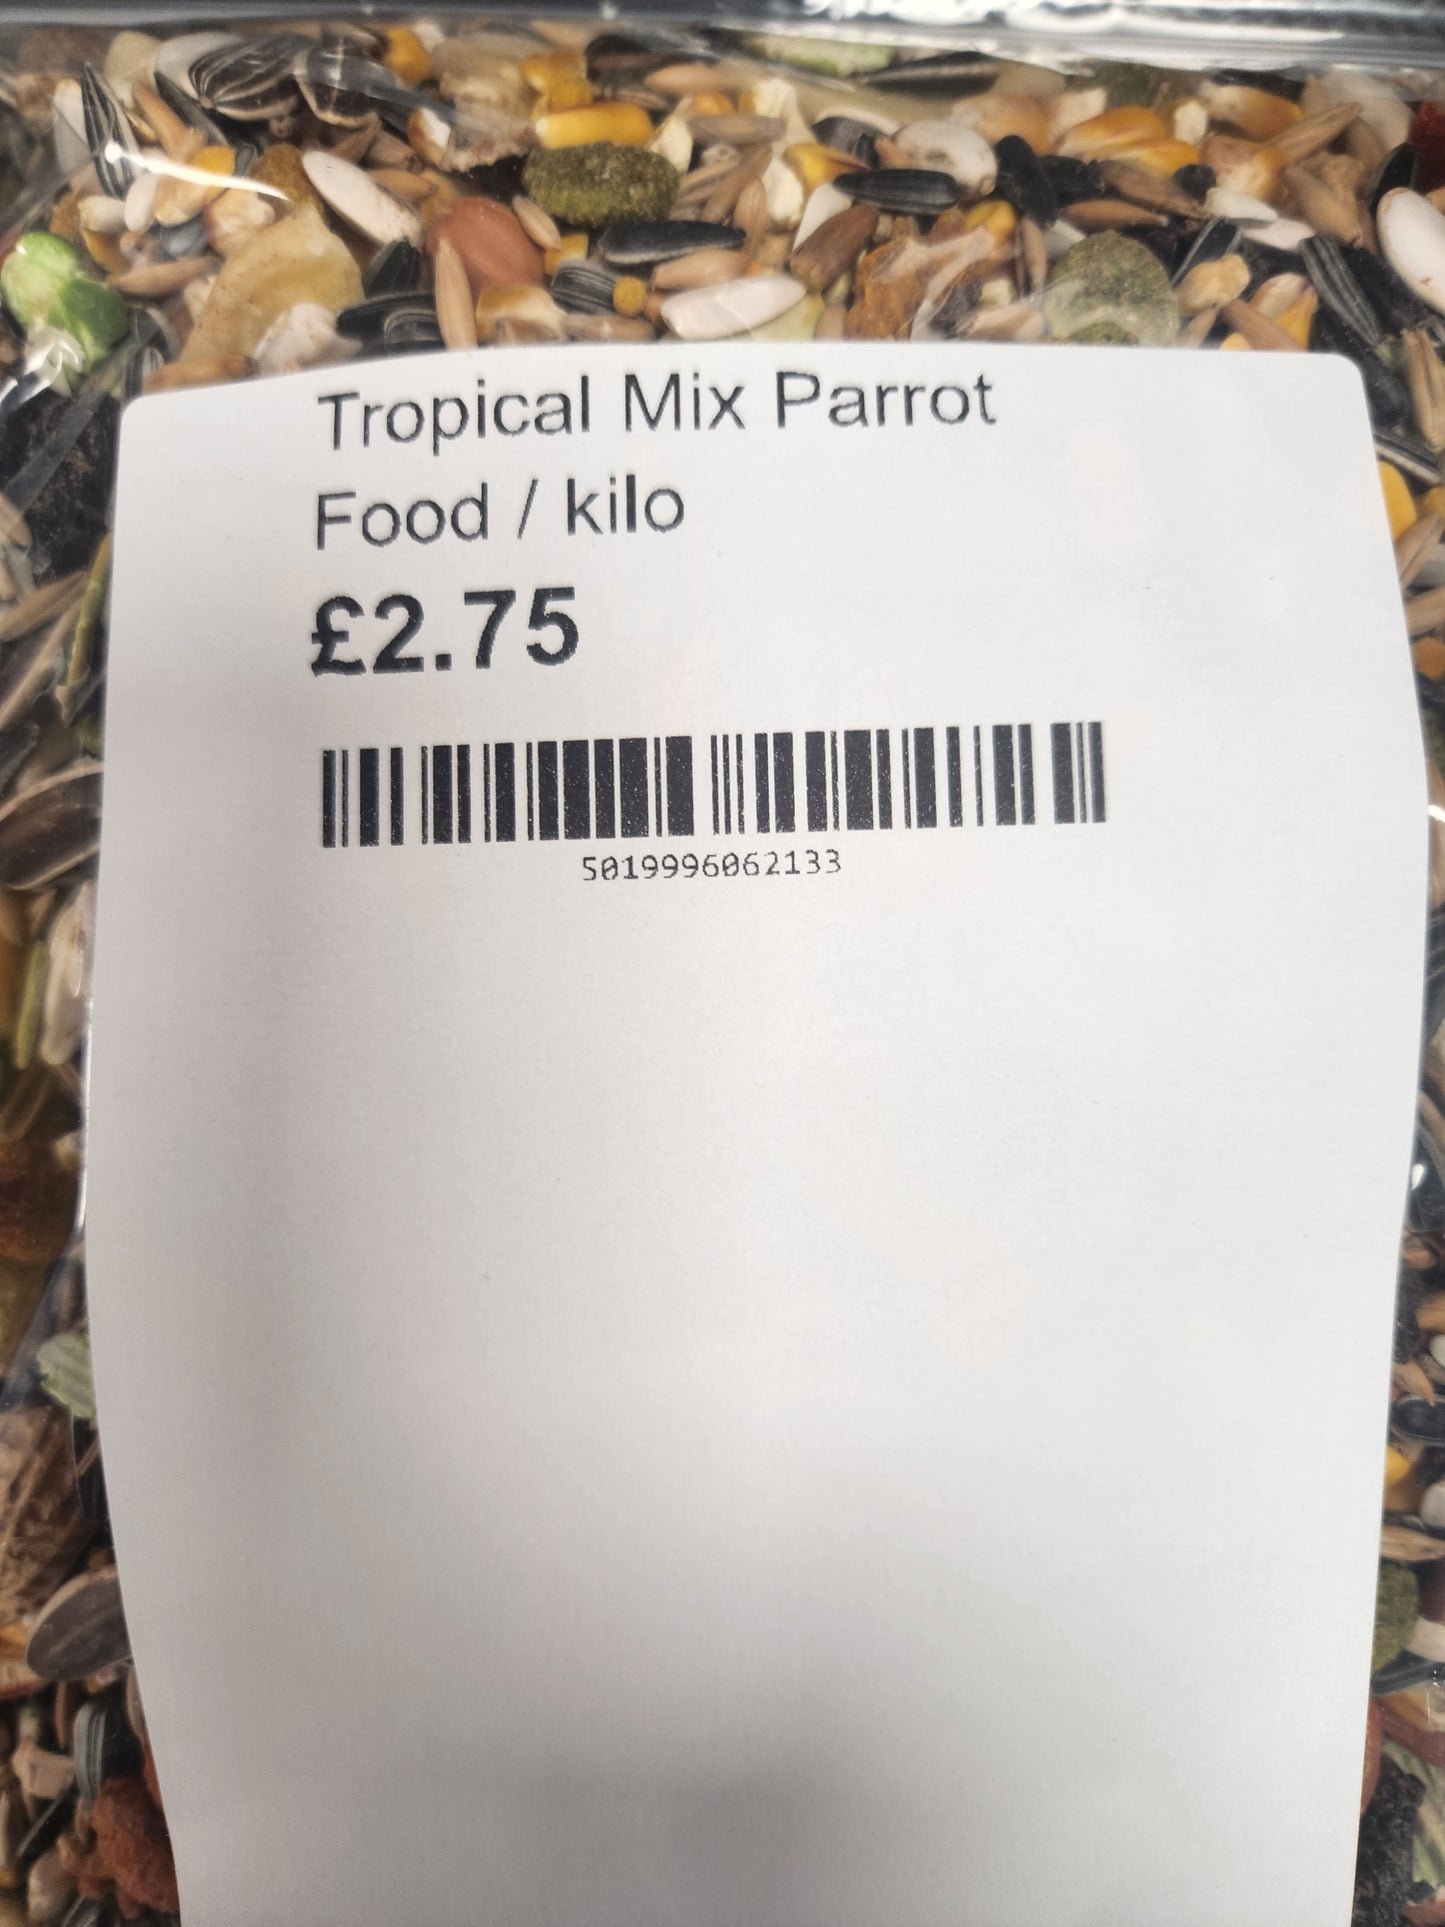 Tropical Mix Parrot
Food / kilo
£2.75
5019996062133